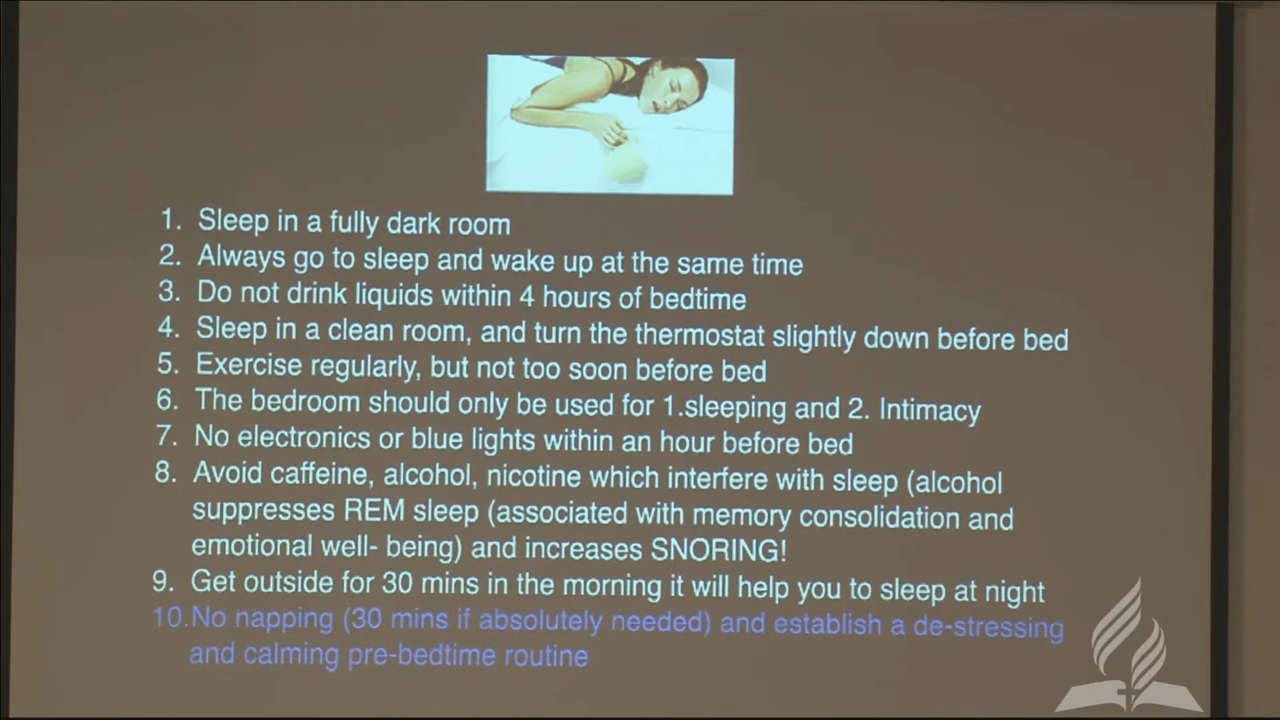 1. Sleep in a fully dark room
2. Always go to sleep and wake up at the same time
3. Do not drink liquids within 4 hours of bedtime
4. Sleep in a clean room, and turn the thermostat slightly down before bed
5. Exercise regularly, but not too soon before bed
6. The bedroom should only be used for 1.sleeping and 2. Intimacy
7. No electronics or blue lights within an hour before bed
8. Avoid caffeine, alcohol, nicotine which interfere with sleep (alcohol
suppresses REM sleep (associated with memory consolidation and
emotional well- being) and increases SNORING!
9. Get outside for 30 mins in the morning it will help you to sleep at night
10.No napping (30 mins if absolutely needed) and establish a de-stressing
and calming pre-bedtime routine